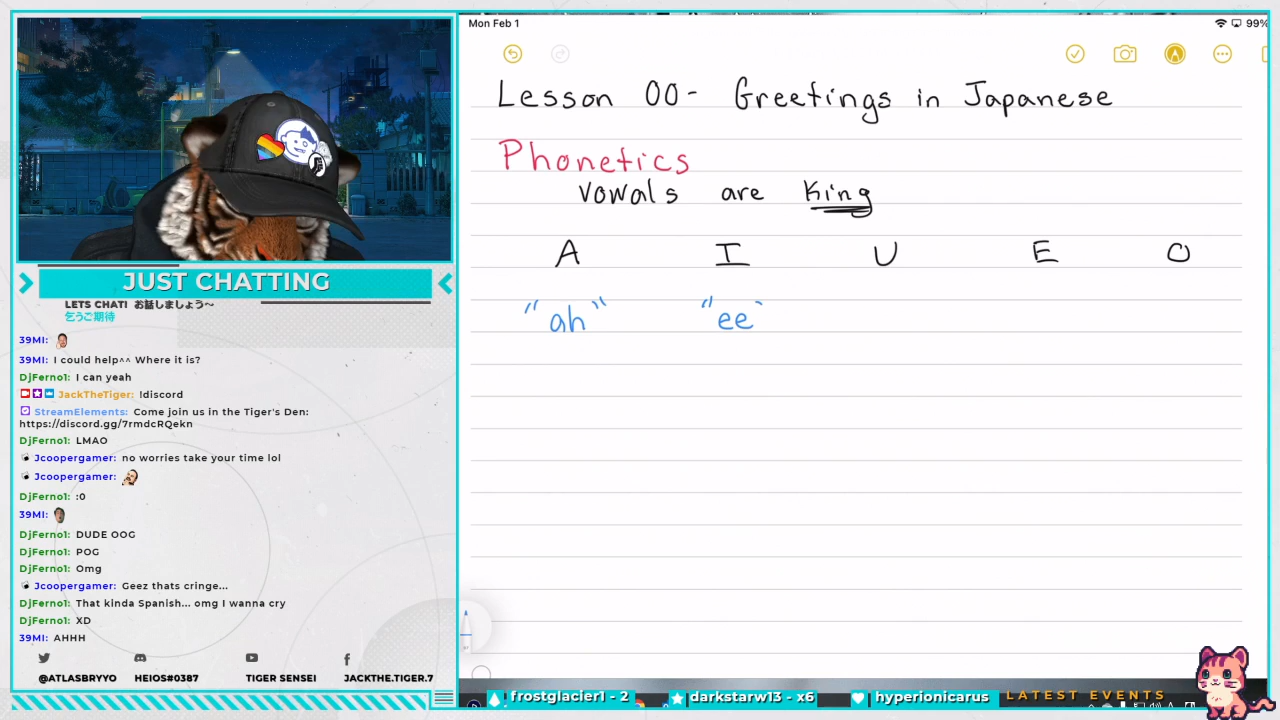 Mon Feb 1
99%
Lesson 00- Greetings in Japanese
Phonetics
Vowals are King
A I U E O
"ah" "ee"
JUST CHATTING
LETS CHAT! お話しましょう〜
乞うご期待
39MI:
39MI: I could help^^ Where it is?
DjFerno1: I can yeah
JackTheTiger: !discord
StreamElements: Come join us in the Tiger's Den:
https://discord.gg/7rmdcRQekn
DjFerno1: LMAO
Jcoopergamer: no worries take your time lol
Jcoopergamer:
DjFerno1: :0
39MI:
DjFerno1: DUDE OOG
DjFerno1: POG
DjFerno1: Omg
Jcoopergamer: Geez thats cringe...
DjFerno1: That kinda Spanish... omg I wanna cry
DjFerno1: XD
39MI: AHHH
@ATLASBRYYO HEIOS#0387 TIGER SENSEI JACKTHE.TIGER.7
frostglacier1 - 2 darkstarw13 - x6 hyperionicarus LATEST EVENTS